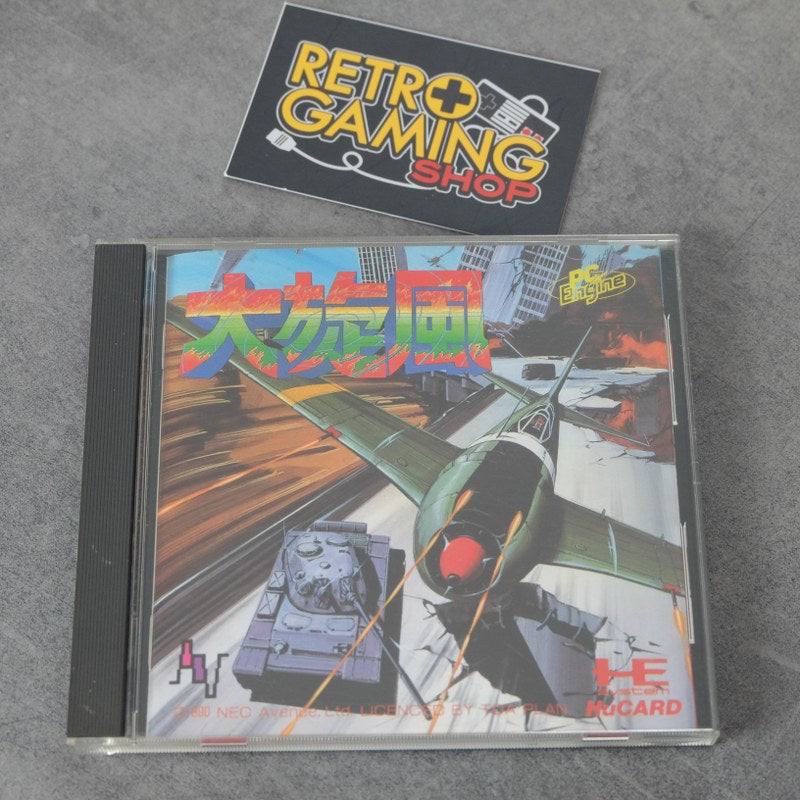 RETRO
GAMING
SHOP
大旋風
PC
Engine
HE
System
HuCARD
©1990 NEC Avenue, Ltd. LICENCED BY TOA PLAN